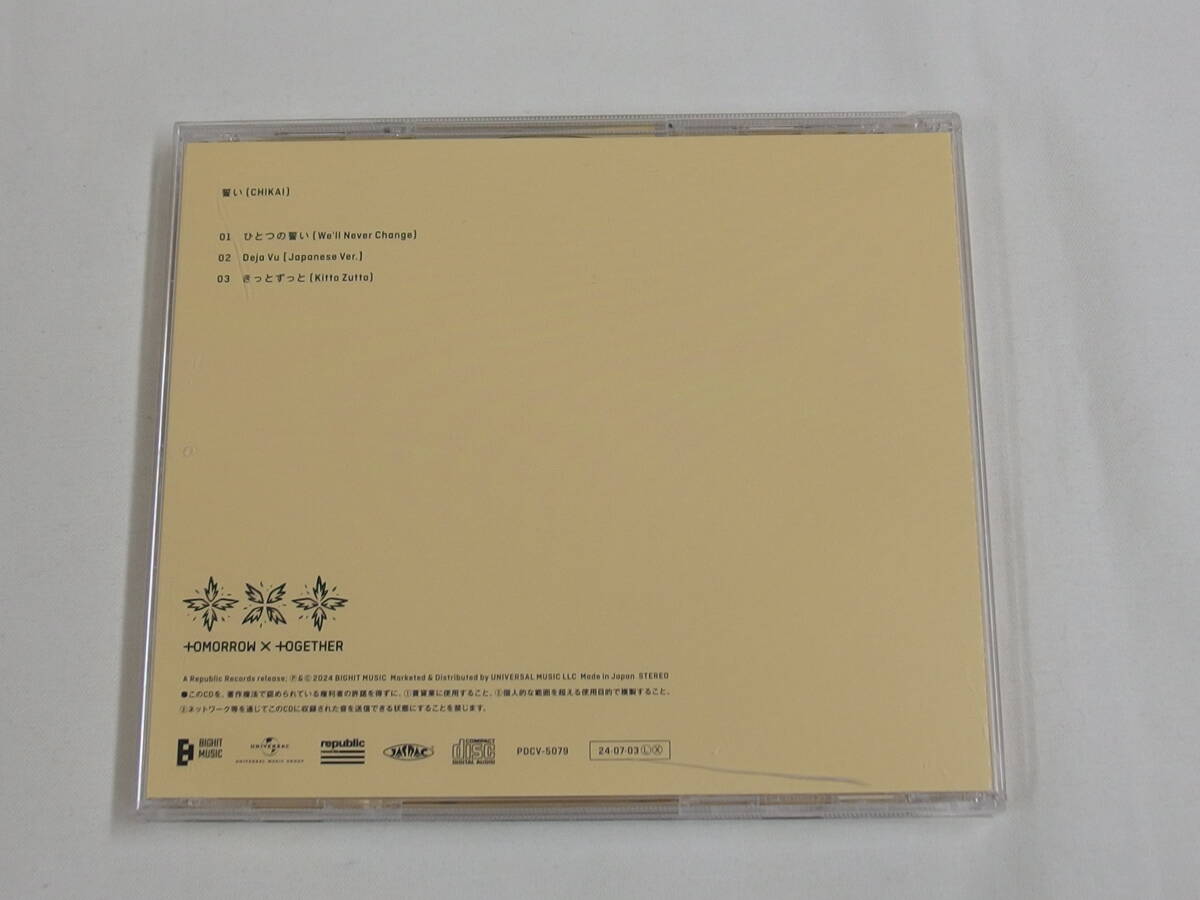 誓い (CHIKAI)
01 ひとつの誓い (We'll Never Change)
02 Deja Vu [Japanese Ver.]
03 きっとずっと (Kitto Zutto)
TOMORROW X TOGETHER
A Republic Records release; Ⓟ&© 2024 BIGHIT MUSIC Marketed & Distributed by UNIVERSAL MUSIC LLC Made in Japan STEREO
●このCDを、著作権法で認められている権利者の許諾を得ずに、①賃貸業に使用すること、②個人的な範囲を超える使用目的で複製すること、
③ネットワーク等を通じてこのCDに収録された音を送信できる状態にすることを禁じます。
BIGHIT MUSIC UNIVERSAL UNIVERSAL MUSIC GROUP republic JASRAC COMPACT disc DIGITAL AUDIO PDCV-5079 24·07·03 Ⓛ Ⓧ